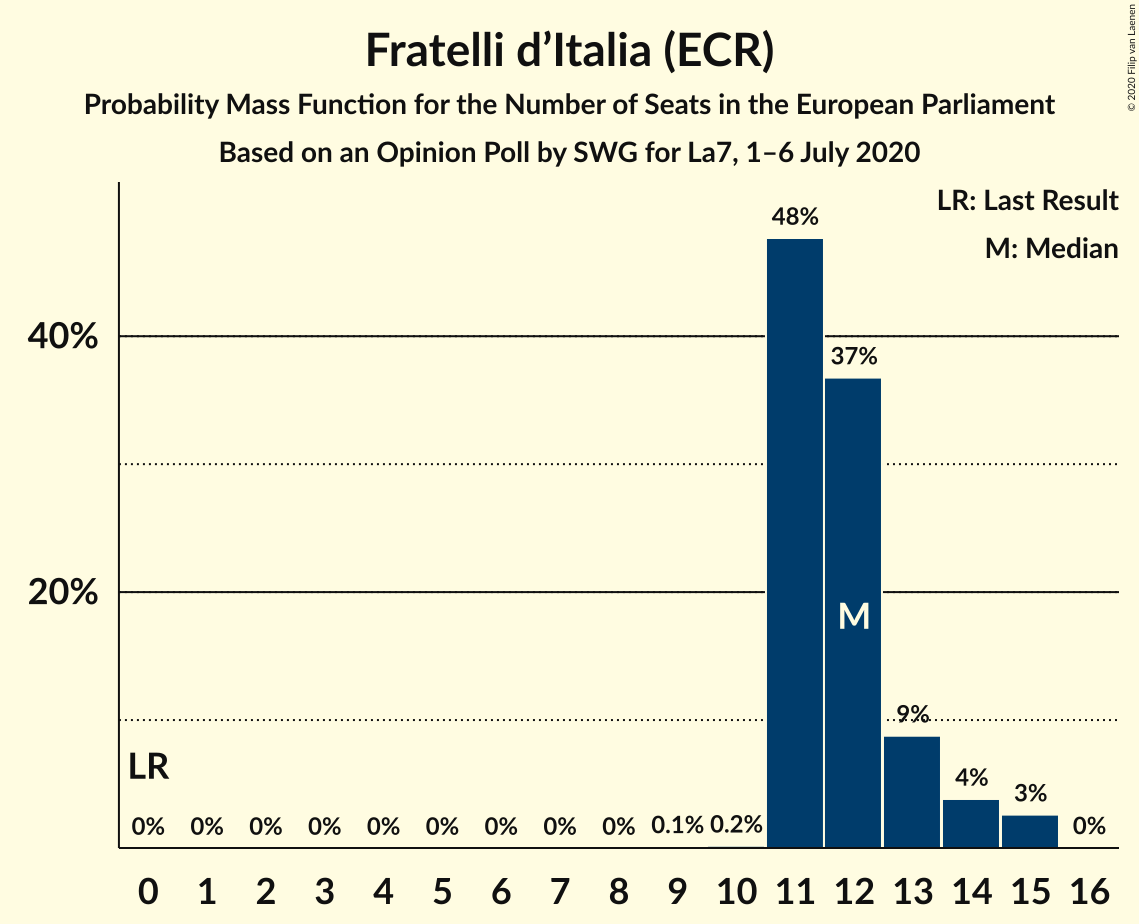 Fratelli d’Italia (ECR)
Probability Mass Function for the Number of Seats in the European Parliament
Based on an Opinion Poll by SWG for La7, 1–6 July 2020
© 2020 Filip van Laenen
LR: Last Result
M: Median
48%
40%
37%
20%
M
9%
LR
4%
3%
0% 0% 0% 0% 0% 0% 0% 0% 0% 0.1% 0.2% 0%
0 1 2 3 4 5 6 7 8 9 10 11 12 13 14 15 16